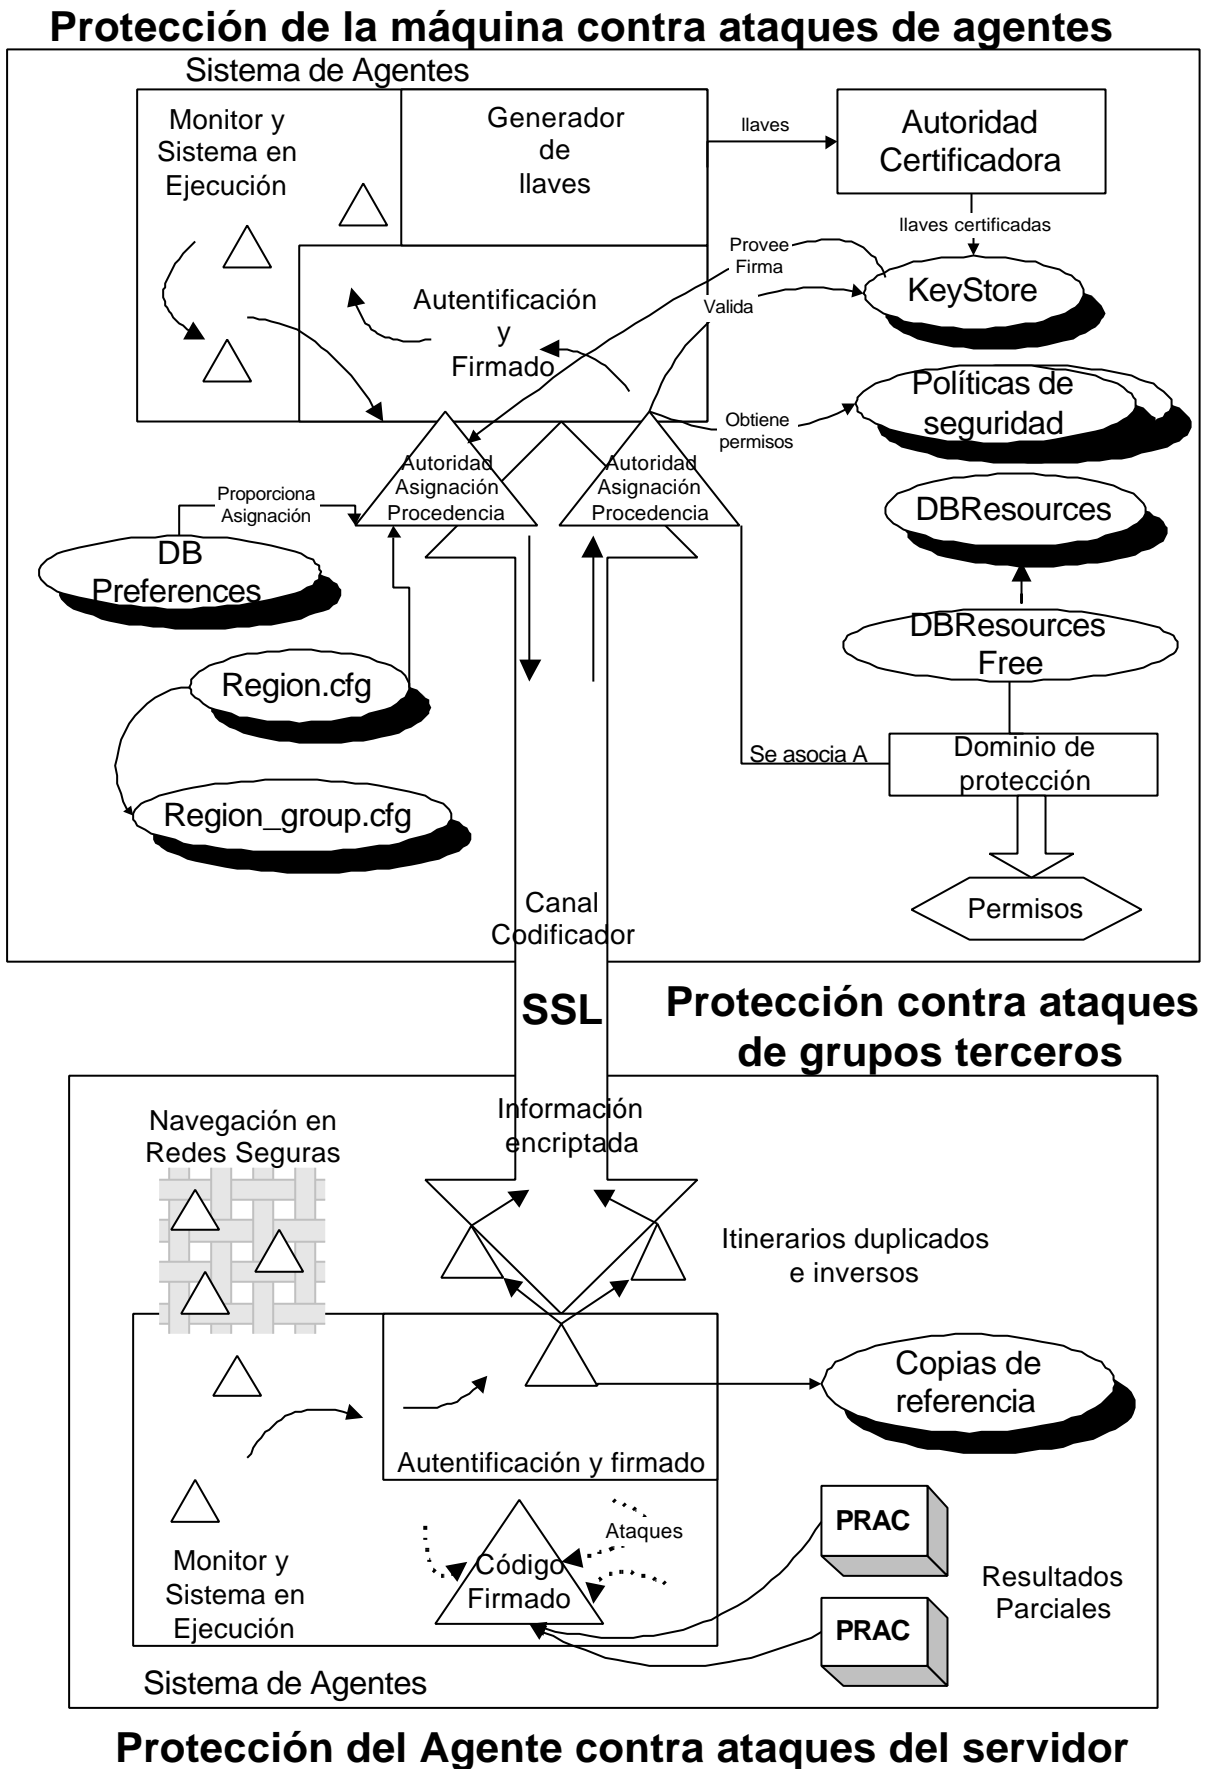 Protección de la máquina contra ataques de agentes
Sistema de Agentes
Monitor y
Sistema en
Ejecución
Generador
de
llaves
llaves
Autoridad
Certificadora
llaves certificadas
Provee
Firma
KeyStore
Valida
Autentificación
y
Firmado
Políticas de
seguridad
Obtiene
permisos
Autoridad
Asignación
Procedencia
Autoridad
Asignación
Procedencia
Proporciona
Asignación
DB
Preferences
DBResources
DBResources
Free
Region.cfg
Se asocia A
Dominio de
protección
Region_group.cfg
Permisos
Canal
Codificador
SSL
Protección contra ataques
de grupos terceros
Navegación en
Redes Seguras
Información
encriptada
Itinerarios duplicados
e inversos
Copias de
referencia
Autentificación y firmado
Ataques
Código
Firmado
PRAC
PRAC
Resultados
Parciales
Monitor y
Sistema en
Ejecución
Sistema de Agentes
Protección del Agente contra ataques del servidor